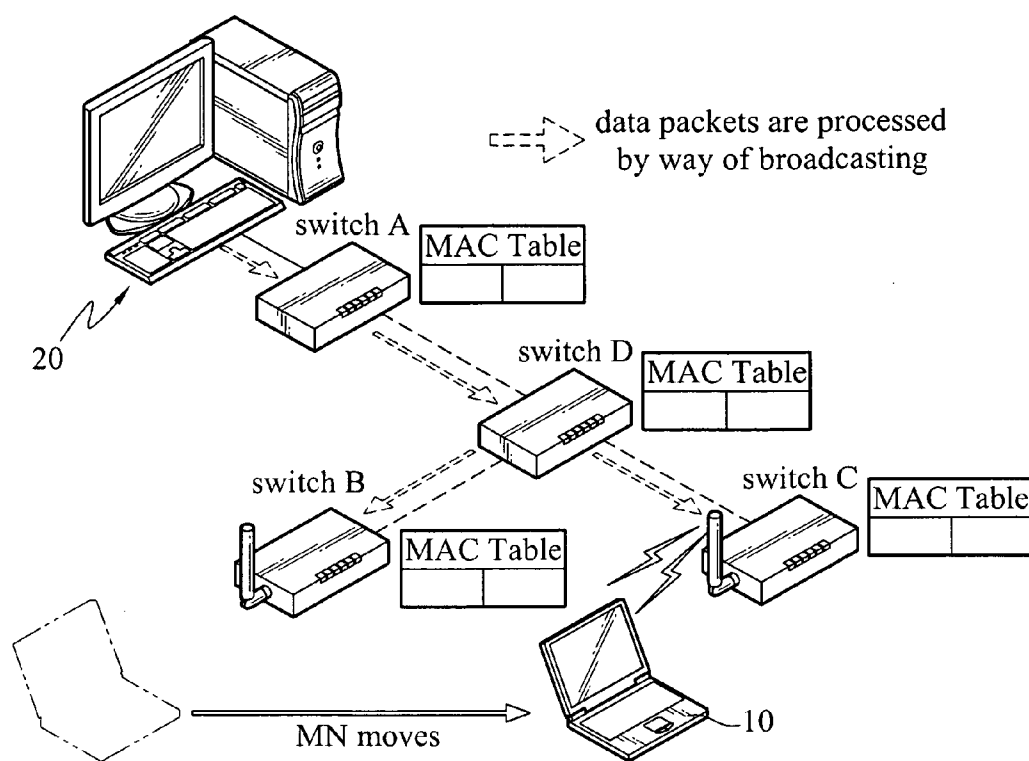 data packets are processed
by way of broadcasting
switch A
MAC Table
20
switch D
MAC Table
switch B
MAC Table
switch C
MAC Table
10
MN moves